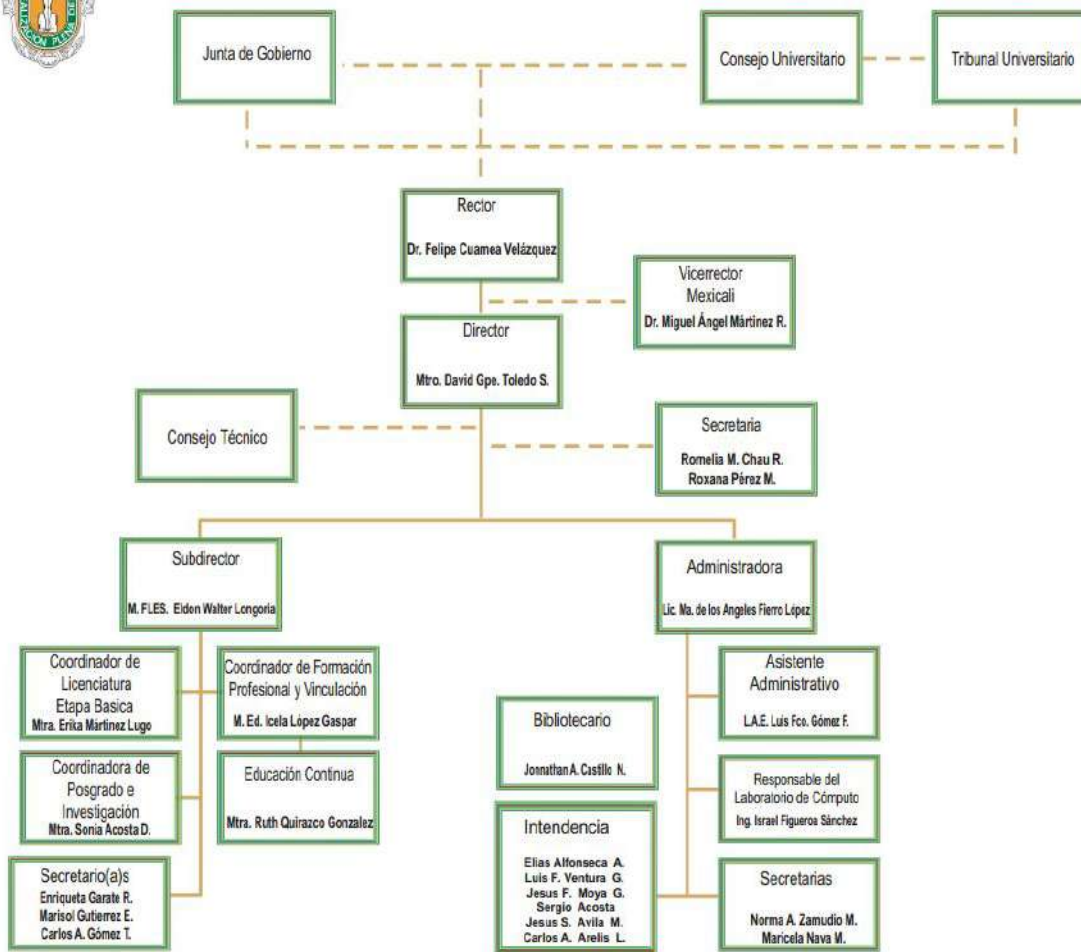 ALIZACIÓN PLENA DE
Junta de Gobierno
Consejo Universitario
Tribunal Universitario
Rector
Dr. Felipe Cuamea Velázquez
Vicerrector
Mexicali
Dr. Miguel Ángel Mártinez R.
Director
Mtro. David Gpe. Toledo S.
Consejo Técnico
Secretaria
Romelia M. Chau R.
Roxana Pérez M.
Subdirector
M. FLES. Eldon Walter Longoria
Administradora
Lic. Ma. de los Angeles Fierro López
Coordinador de
Licenciatura
Etapa Basica
Mtra. Erika Martinez Lugo
Coordinador de Formación
Profesional y Vinculación
M. Ed. Icela López Gaspar
Asistente
Administrativo
L.A.E. Luis Fco. Gómez F.
Bibliotecario
Jonnathan A. Castillo N.
Coordinadora de
Posgrado e
Investigación
Mtra. Sonia Acosta D.
Educación Continua
Mtra. Ruth Quirazco Gonzalez
Responsable del
Laboratorio de Cómputo
Ing. Israel Figueroa Sánchez
Intendencia
Elias Alfonseca A.
Luis F. Ventura G.
Jesus F. Moya G.
Sergio Acosta
Jesus S. Avila M.
Carlos A. Arelis L.
Secretario(a)s
Enriqueta Garate R.
Marisol Gutierrez E.
Carlos A. Gómez T.
Secretarias
Norma A. Zamudio M.
Maricela Nava M.